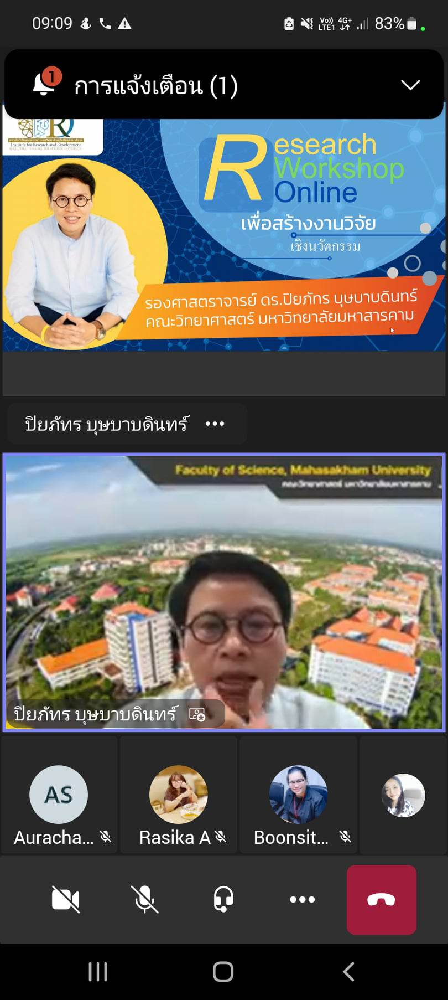 09:09
Vo)) LTE1 4G+ 83%
1
การแจ้งเตือน (1)
Institute for Research and Development
SUKHOTHAI THAMMATHIRAT OPEN UNIVERSITY
Research
Workshop
Online
เพื่อสร้างงานวิจัย
เชิงนวัตกรรม
รองศาสตราจารย์ ดร.ปิยภัทร บุษบาบดินทร์
คณะวิทยาศาสตร์ มหาวิทยาลัยมหาสารคาม
ปิยภัทร บุษบาบดินทร์ •••
Faculty of Science, Mahasakham University
คณะวิทยาศาสตร์ มหาวิทยาลัยมหาสารคาม
ปิยภัทร บุษบาบดินทร์
AS
Auracha... Rasika A Boonsit...